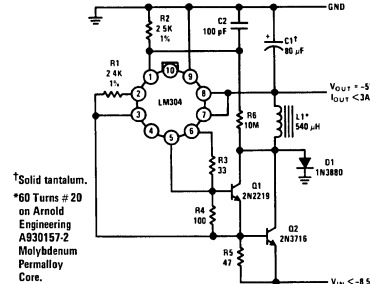 GND
R2
2 5K
1%
C2
100 pF
C1†
80 μF
+
R1
2 4K
1%
10
1
9
2
8
LM304
3
7
4
6
5
VOUT = -5
IOUT <3A
R6
10M
L1*
540 μH
R3
33
D1
1N3880
Q1
2N2219
R4
100
Q2
2N3716
R5
47
VIN < -8 5
†Solid tantalum.
*60 Turns #20
on Arnold
Engineering
A930157-2
Molybdenum
Permalloy
Core.